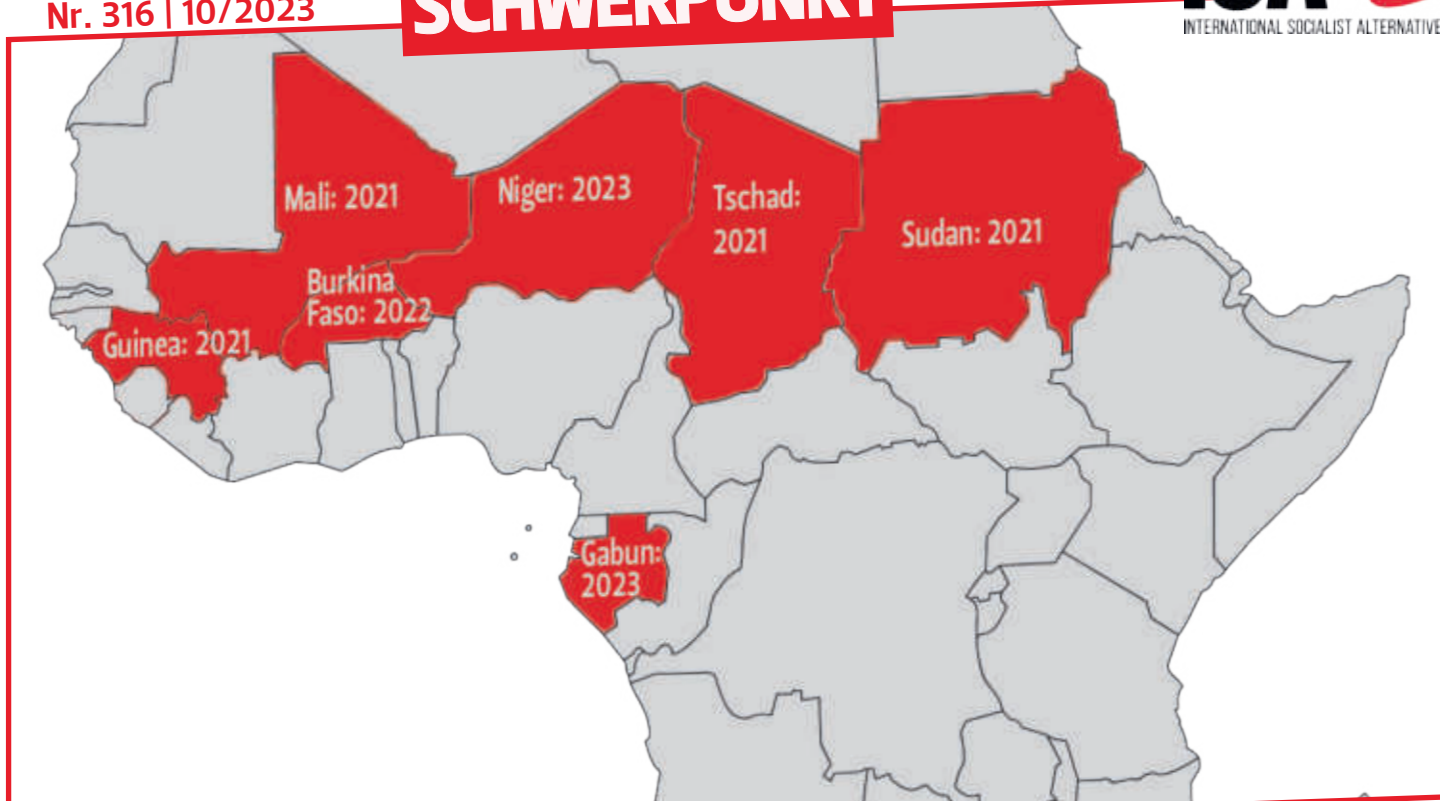 Nr. 316 | 10/2023
SCHWERPUNKT
ISA
INTERNATIONAL SOCIALIST ALTERNATIVE
Mali: 2021
Niger: 2023
Tschad:
2021
Sudan: 2021
Burkina
Faso: 2022
Guinea: 2021
Gabun:
2023